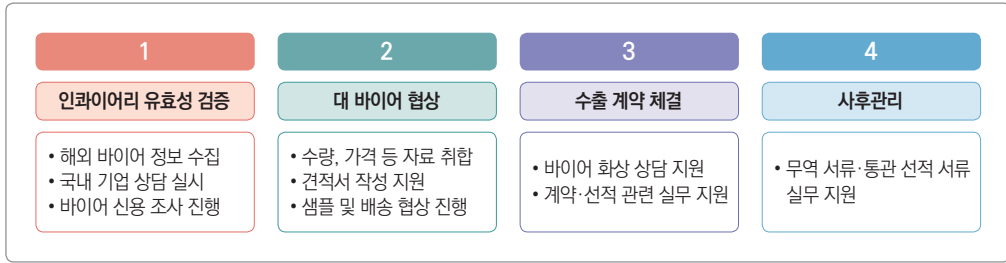 1
인콰이어리 유효성 검증
• 해외 바이어 정보 수집
• 국내 기업 상담 실시
• 바이어 신용 조사 진행
2
대 바이어 협상
• 수량, 가격 등 자료 취합
• 견적서 작성 지원
• 샘플 및 배송 협상 진행
3
수출 계약 체결
• 바이어 화상 상담 지원
• 계약·선적 관련 실무 지원
4
사후관리
• 무역 서류·통관 선적 서류
실무 지원